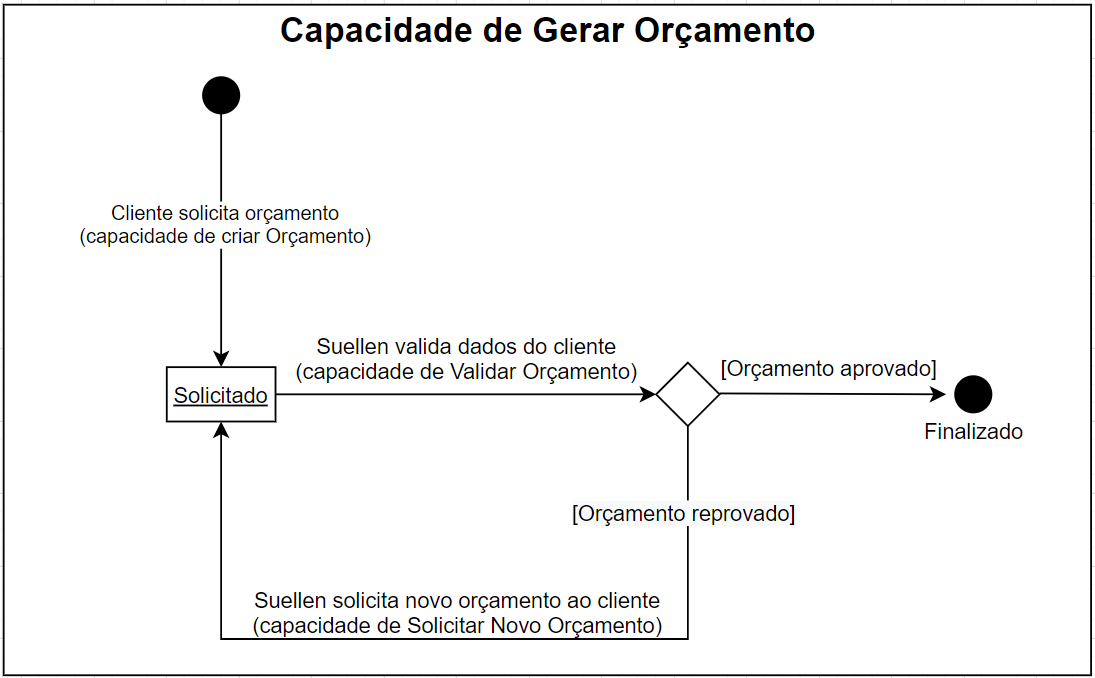 Capacidade de Gerar Orçamento
Cliente solicita orçamento
(capacidade de criar Orçamento)
Suellen valida dados do cliente
(capacidade de Validar Orçamento)
[Orçamento aprovado]
Solicitado
Finalizado
[Orçamento reprovado]
Suellen solicita novo orçamento ao cliente
(capacidade de Solicitar Novo Orçamento)